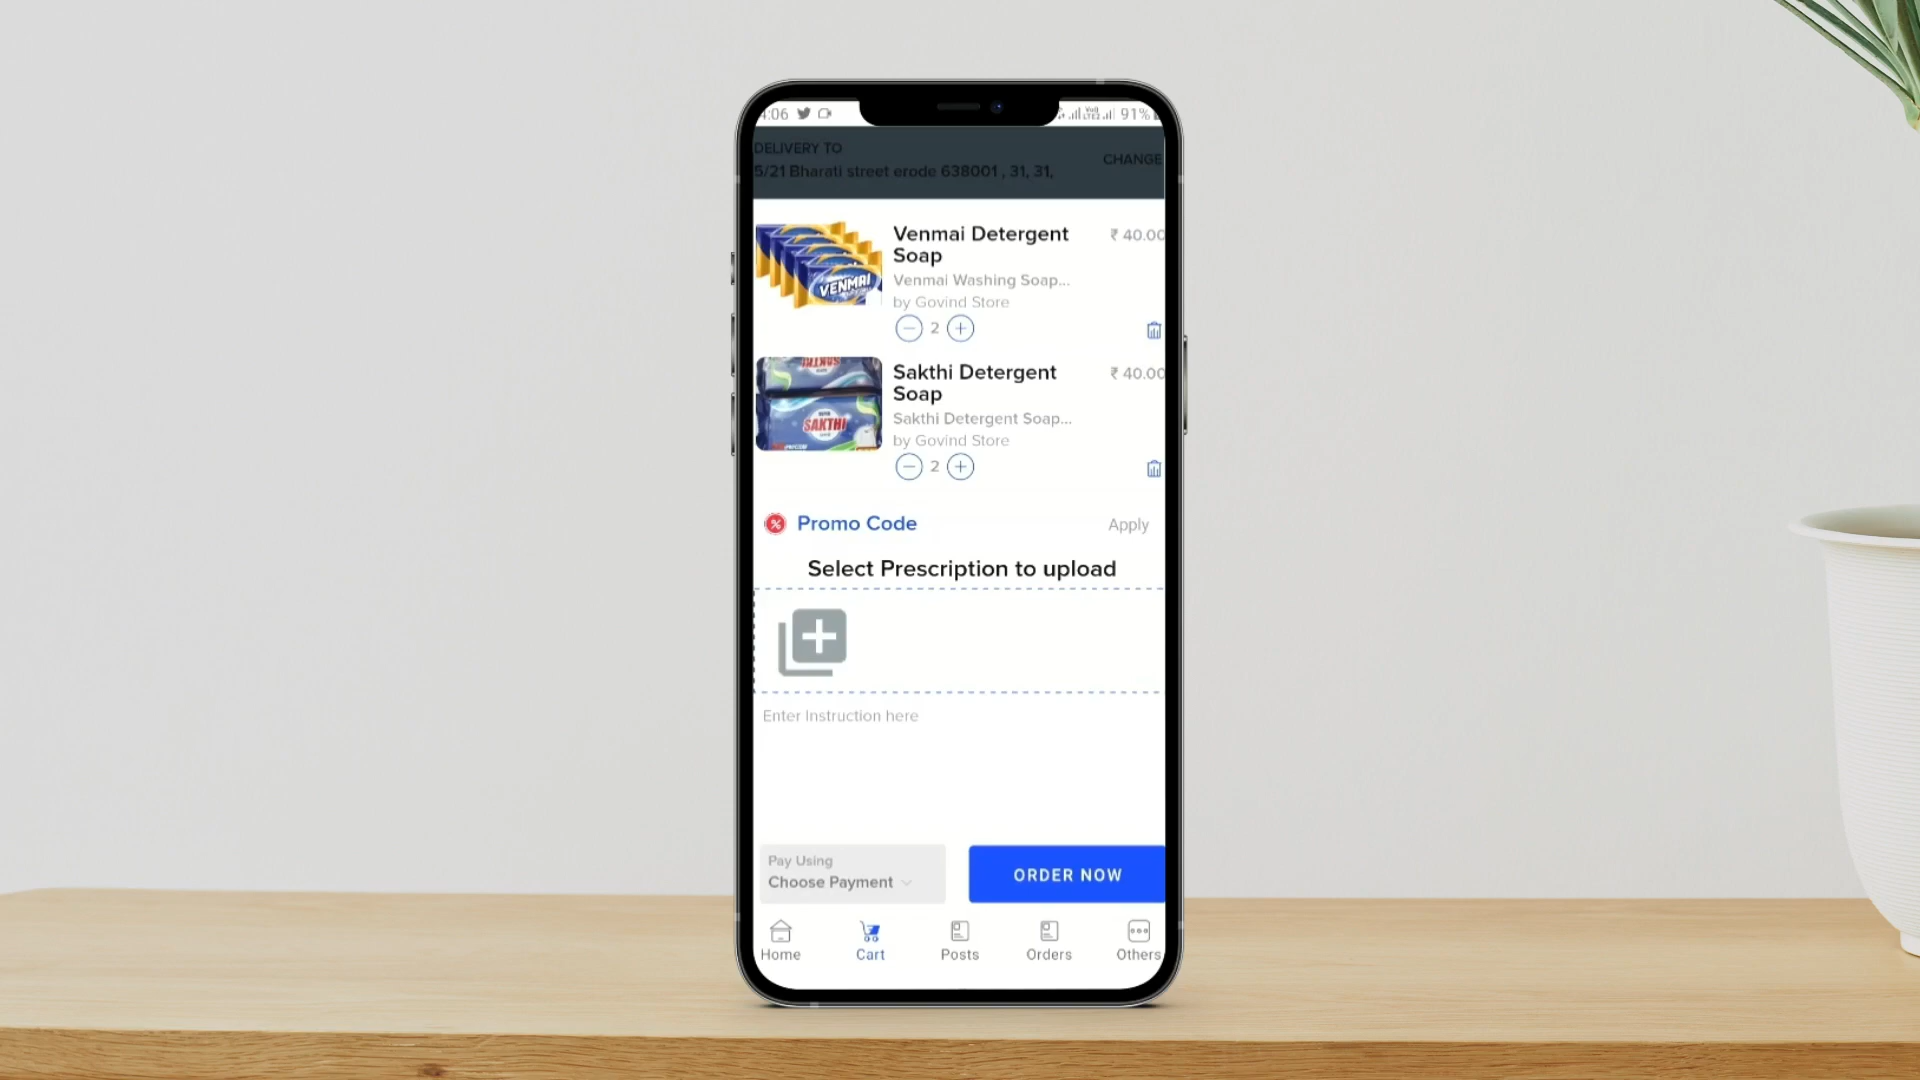 4:06 91%
DELIVERY TO
CHANGE
5/21 Bharati street erode 638001 , 31, 31,
VENMAI
Venmai Detergent
Soap
₹ 40.00
Venmai Washing Soap...
by Govind Store
2
SAKTHI
SAKTHI
Sakthi Detergent
Soap
₹ 40.00
Sakthi Detergent Soap...
by Govind Store
2
Promo Code
Apply
Select Prescription to upload
Enter Instruction here
Pay Using
Choose Payment
ORDER NOW
Home
Cart
Posts
Orders
Others